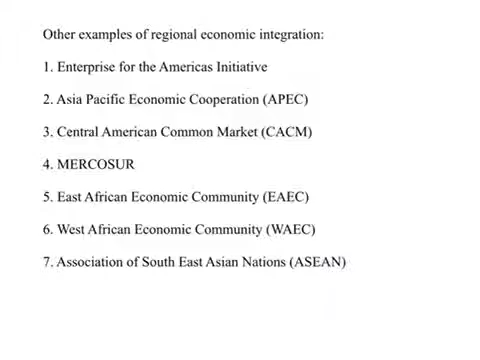 Other examples of regional economic integration:
1. Enterprise for the Americas Initiative
2. Asia Pacific Economic Cooperation (APEC)
3. Central American Common Market (CACM)
4. MERCOSUR
5. East African Economic Community (EAEC)
6. West African Economic Community (WAEC)
7. Association of South East Asian Nations (ASEAN)